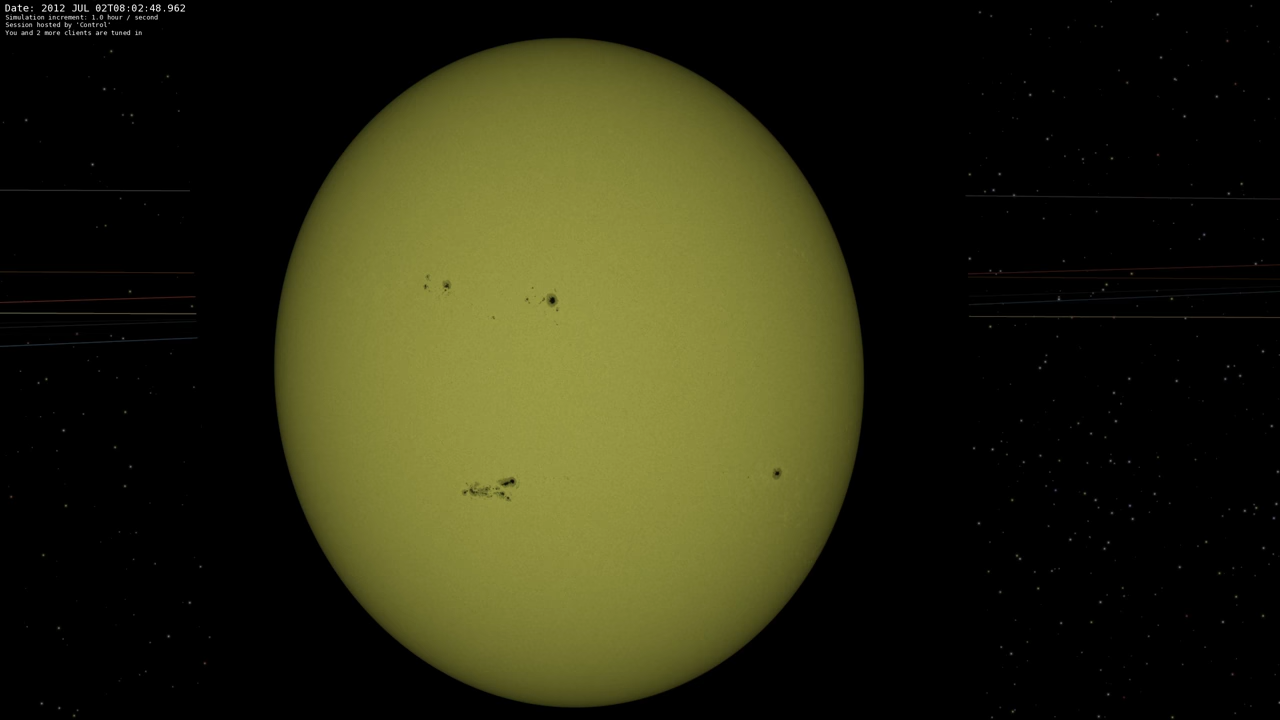 Date: 2012 JUL 02T08:02:48.962
Simulation increment: 1.0 hour / second
Session hosted by 'Control'
You and 2 more clients are tuned in